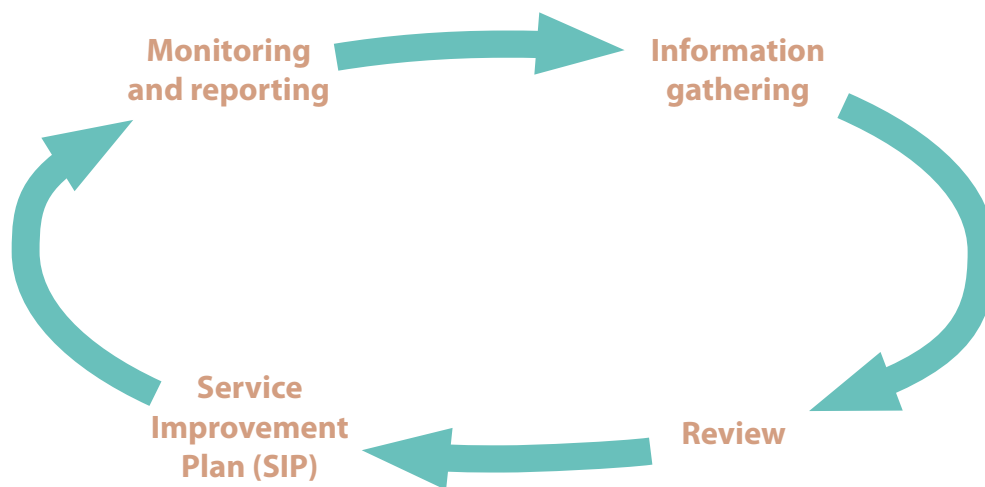 Monitoring
and reporting
Information
gathering
Service
Improvement
Plan (SIP)
Review